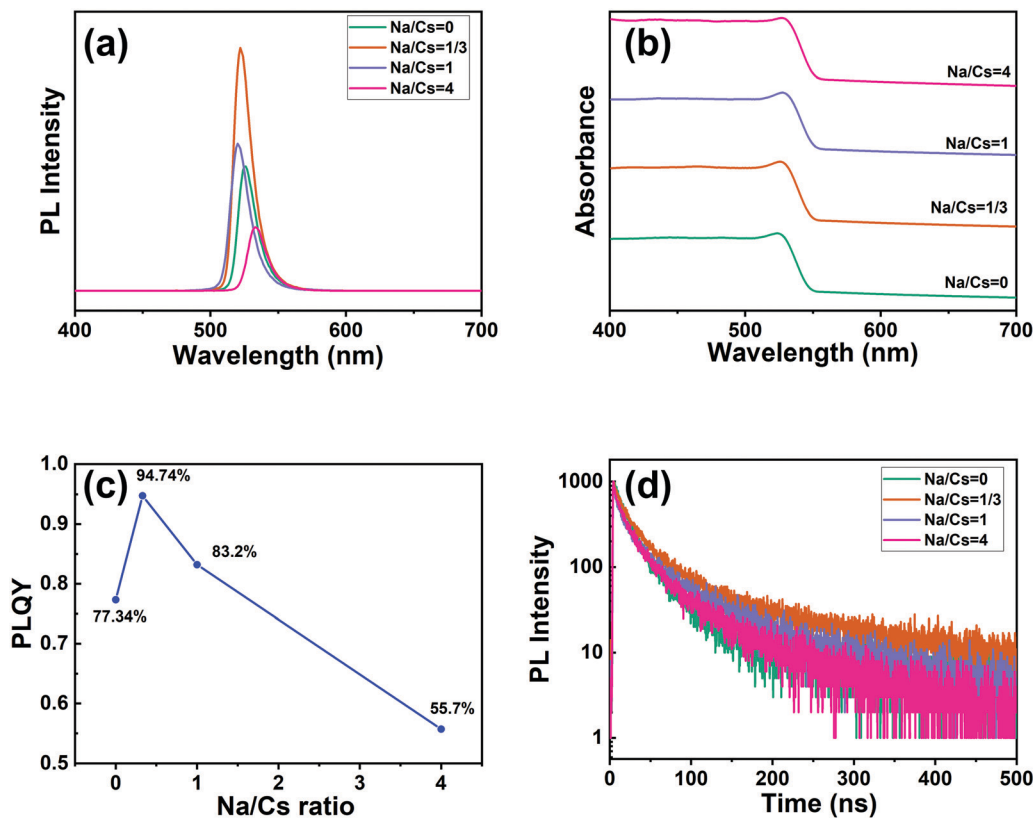 (a)
Na/Cs=0
Na/Cs=1/3
Na/Cs=1
Na/Cs=4
PL Intensity
400 500 600 700
Wavelength (nm)
(b)
Na/Cs=4
Na/Cs=1
Na/Cs=1/3
Na/Cs=0
Absorbance
400 500 600 700
Wavelength (nm)
(c)
1.0
0.9
0.8
0.7
0.6
0.5
94.74%
83.2%
77.34%
55.7%
PLQY
0 1 2 3 4
Na/Cs ratio
(d)
Na/Cs=0
Na/Cs=1/3
Na/Cs=1
Na/Cs=4
1000
100
10
1
PL Intensity
0 100 200 300 400 500
Time (ns)